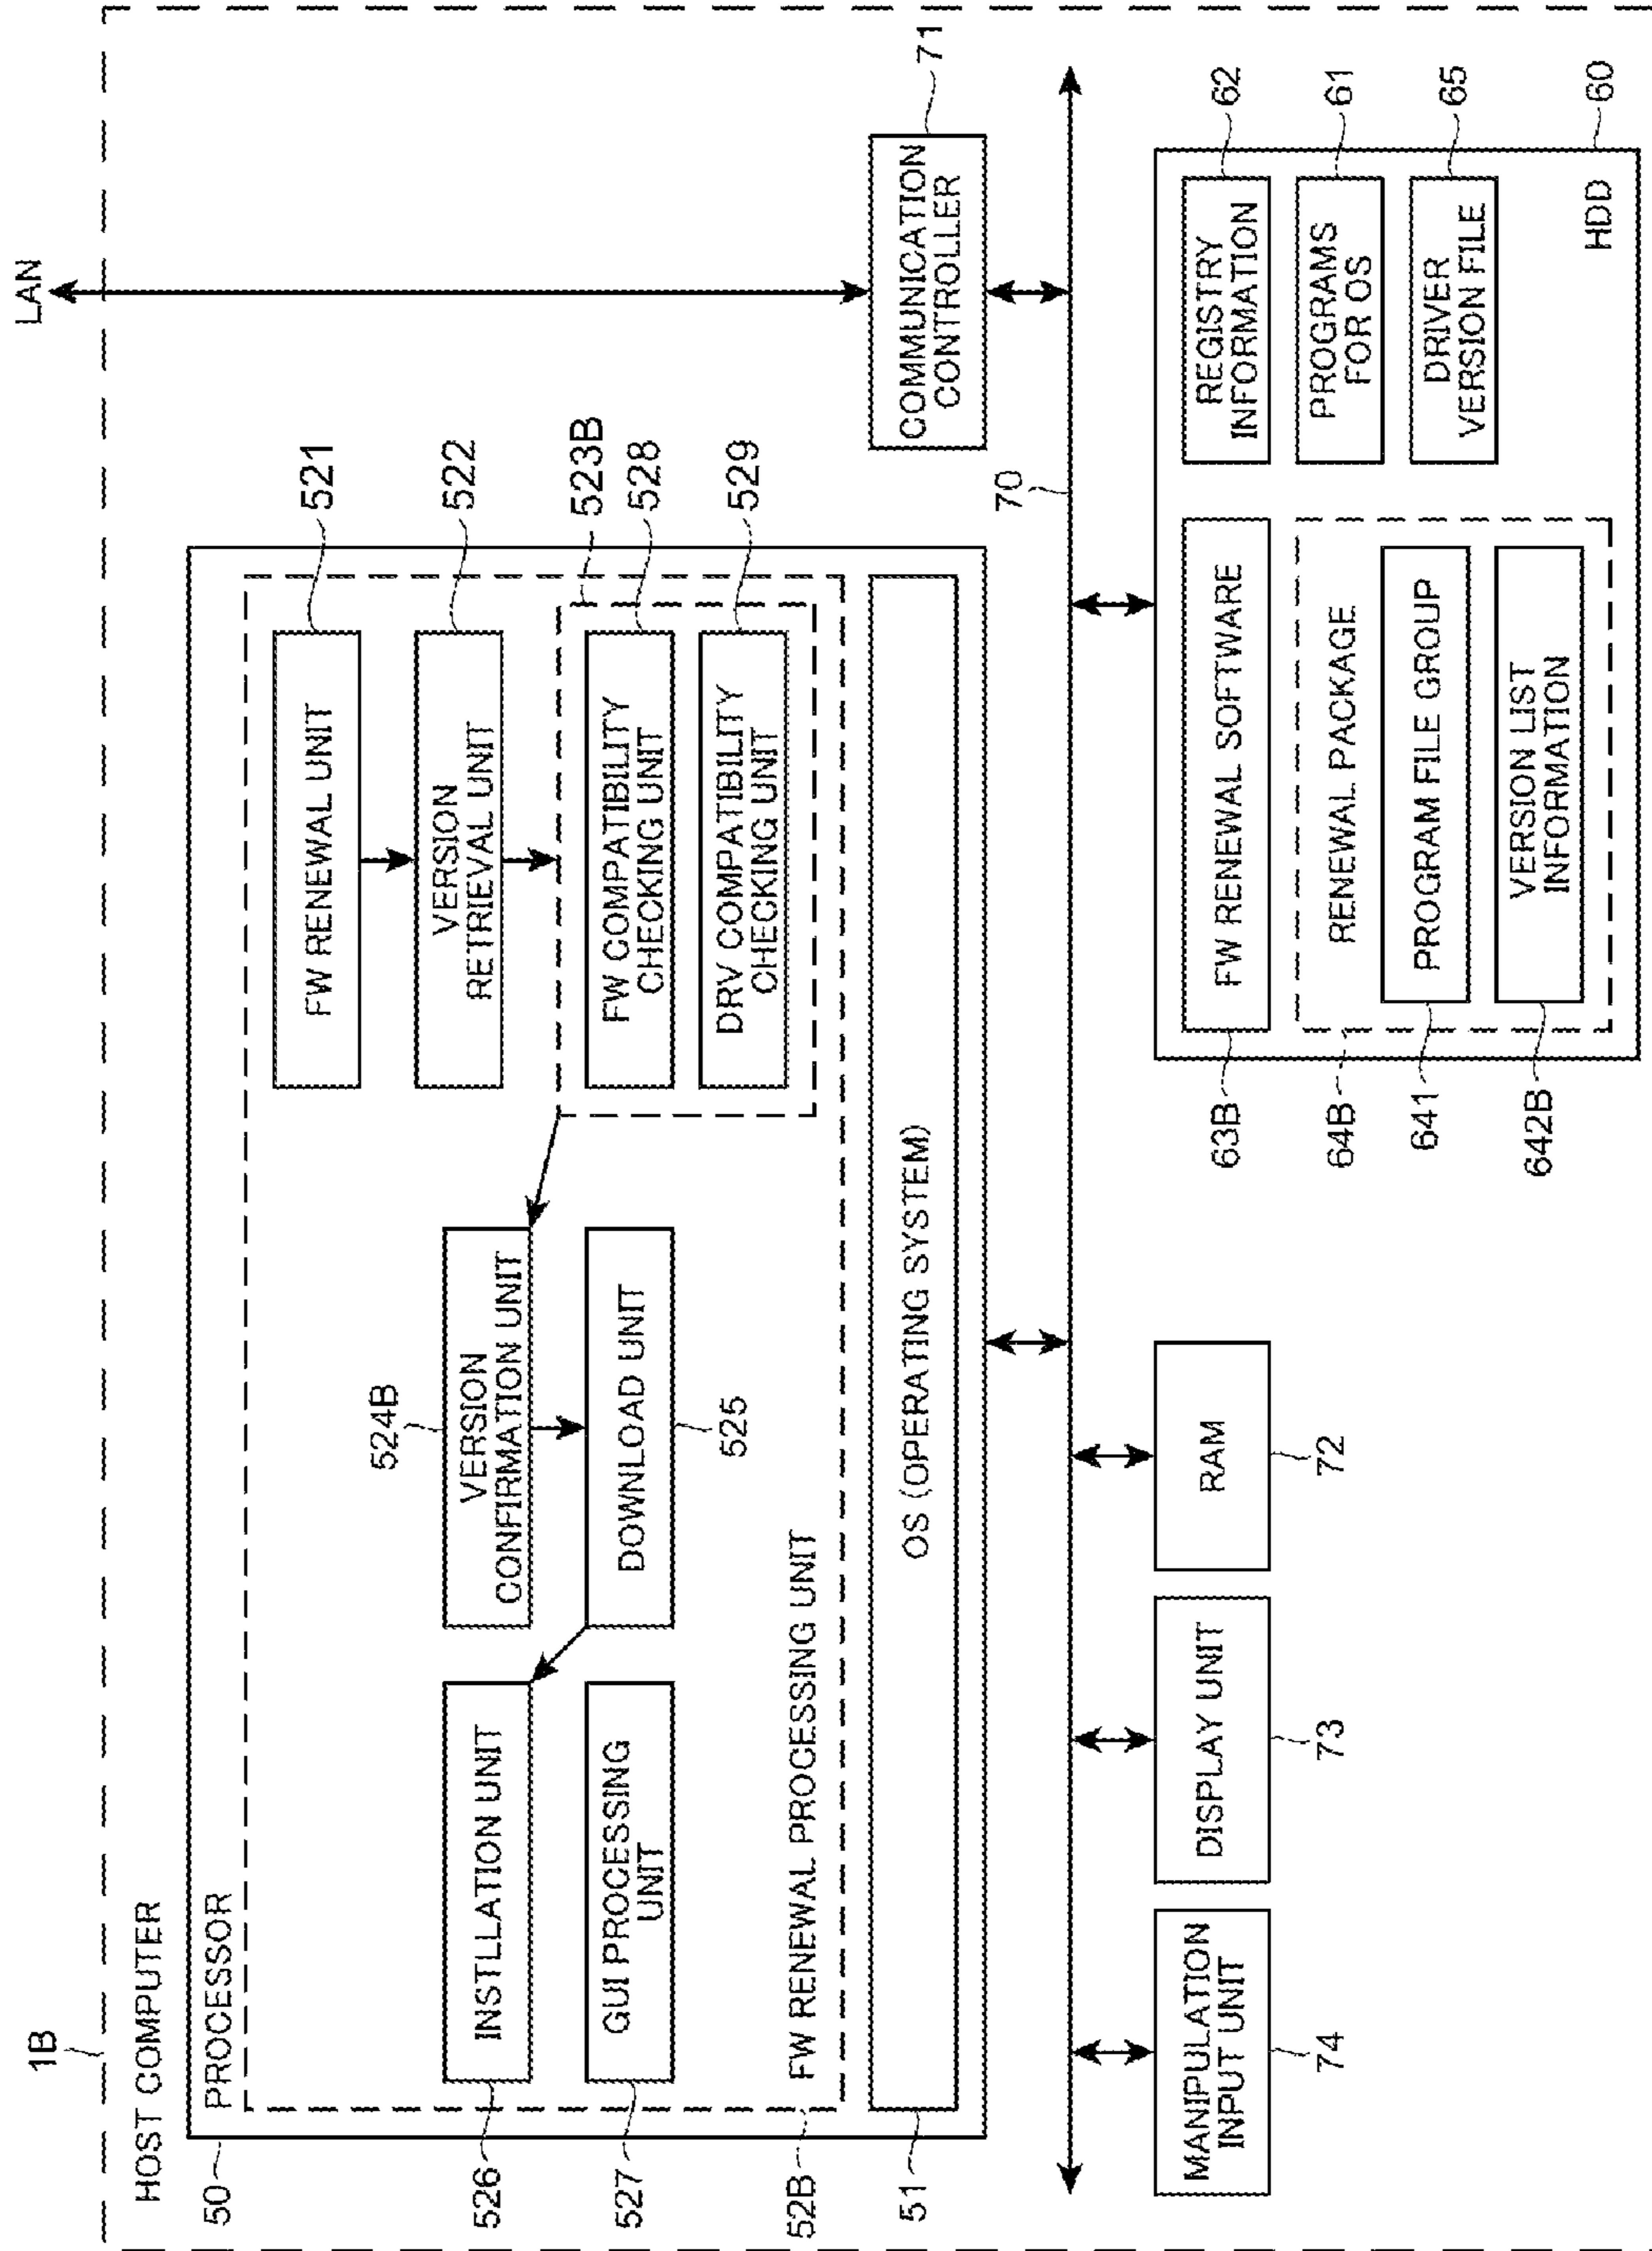 1B
HOST COMPUTER
LAN
50
PROCESSOR
FW RENEWAL UNIT
521
VERSION
RETRIEVAL UNIT
522
523B
FW COMPATIBILITY
CHECKING UNIT
528
DRV COMPATIBILITY
CHECKING UNIT
529
524B
VERSION
CONFIRMATION UNIT
DOWNLOAD UNIT
525
526
INSTLLATION UNIT
527
GUI PROCESSING
UNIT
52B
FW RENEWAL PROCESSING UNIT
51
OS (OPERATING SYSTEM)
COMMUNICATION
CONTROLLER
71
70
MANIPULATION
INPUT UNIT
74
DISPLAY UNIT
73
RAM
72
63B
FW RENEWAL SOFTWARE
64B
RENEWAL PACKAGE
641
PROGRAM FILE GROUP
642B
VERSION LIST
INFORMATION
REGISTRY
INFORMATION
62
PROGRAMS
FOR OS
61
DRIVER
VERSION FILE
65
HDD
60